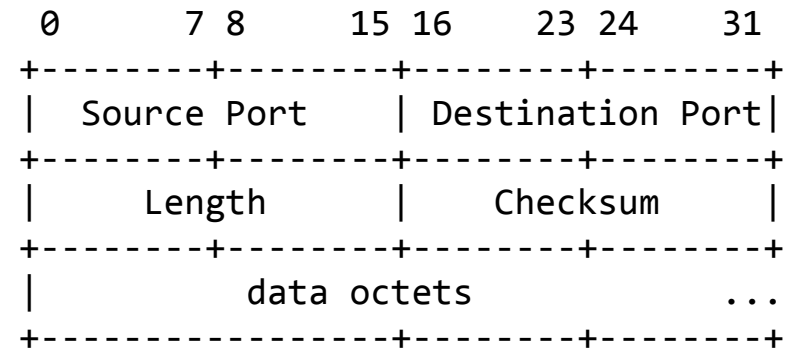 0 7 8 15 16 23 24 31
+--------+--------+--------+--------+
| Source Port | Destination Port|
+--------+--------+--------+--------+
| Length | Checksum |
+--------+--------+--------+--------+
| data octets ...
+-----------------+--------+--------+